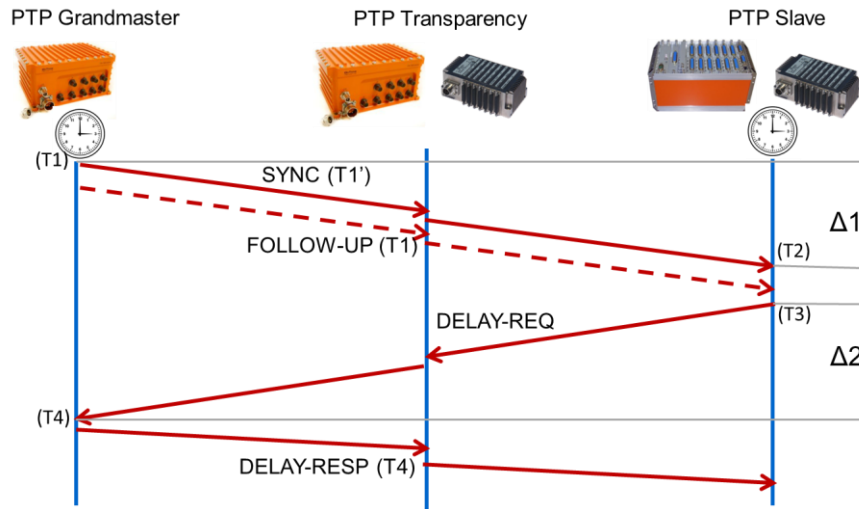 PTP Grandmaster
PTP Transparency
PTP Slave
(T1)
SYNC (T1’)
Δ1
FOLLOW-UP (T1)
(T2)
(T3)
DELAY-REQ
Δ2
(T4)
DELAY-RESP (T4)